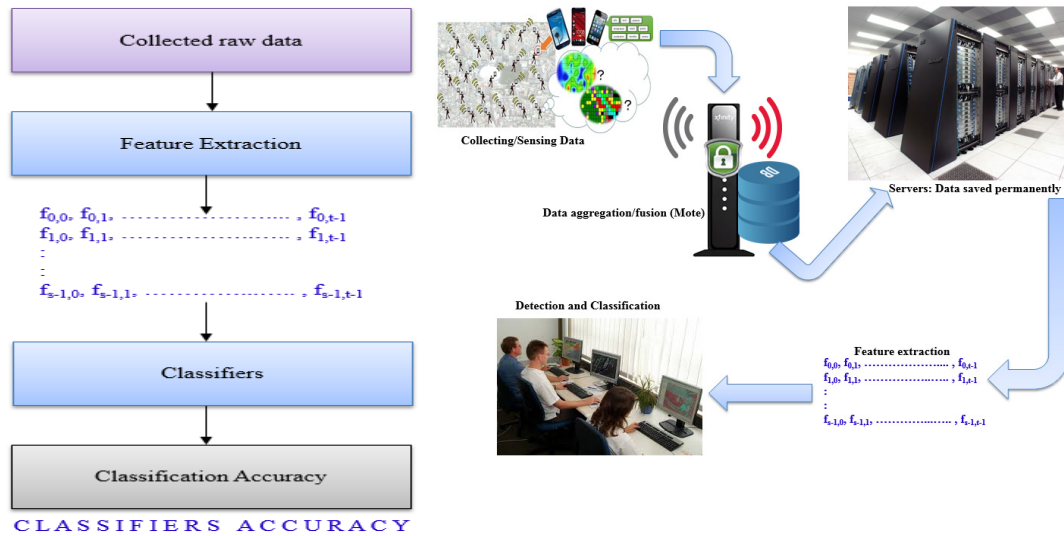 Collected raw data
Feature Extraction
f0,0, f0,1, ........................ , f0,t-1
f1,0, f1,1, ........................ , f1,t-1
:
:
fs-1,0, fs-1,1, ........................ , fs-1,t-1
Classifiers
Classification Accuracy
CLASSIFIERS ACCURACY
?
?
Collecting/Sensing Data
xfinity
80
Data aggregation/fusion (Mote)
Servers: Data saved permanently
Feature extraction
f0,0, f0,1, ........................ , f0,t-1
f1,0, f1,1, ........................ , f1,t-1
:
:
fs-1,0, fs-1,1, ........................ , fs-1,t-1
Detection and Classification